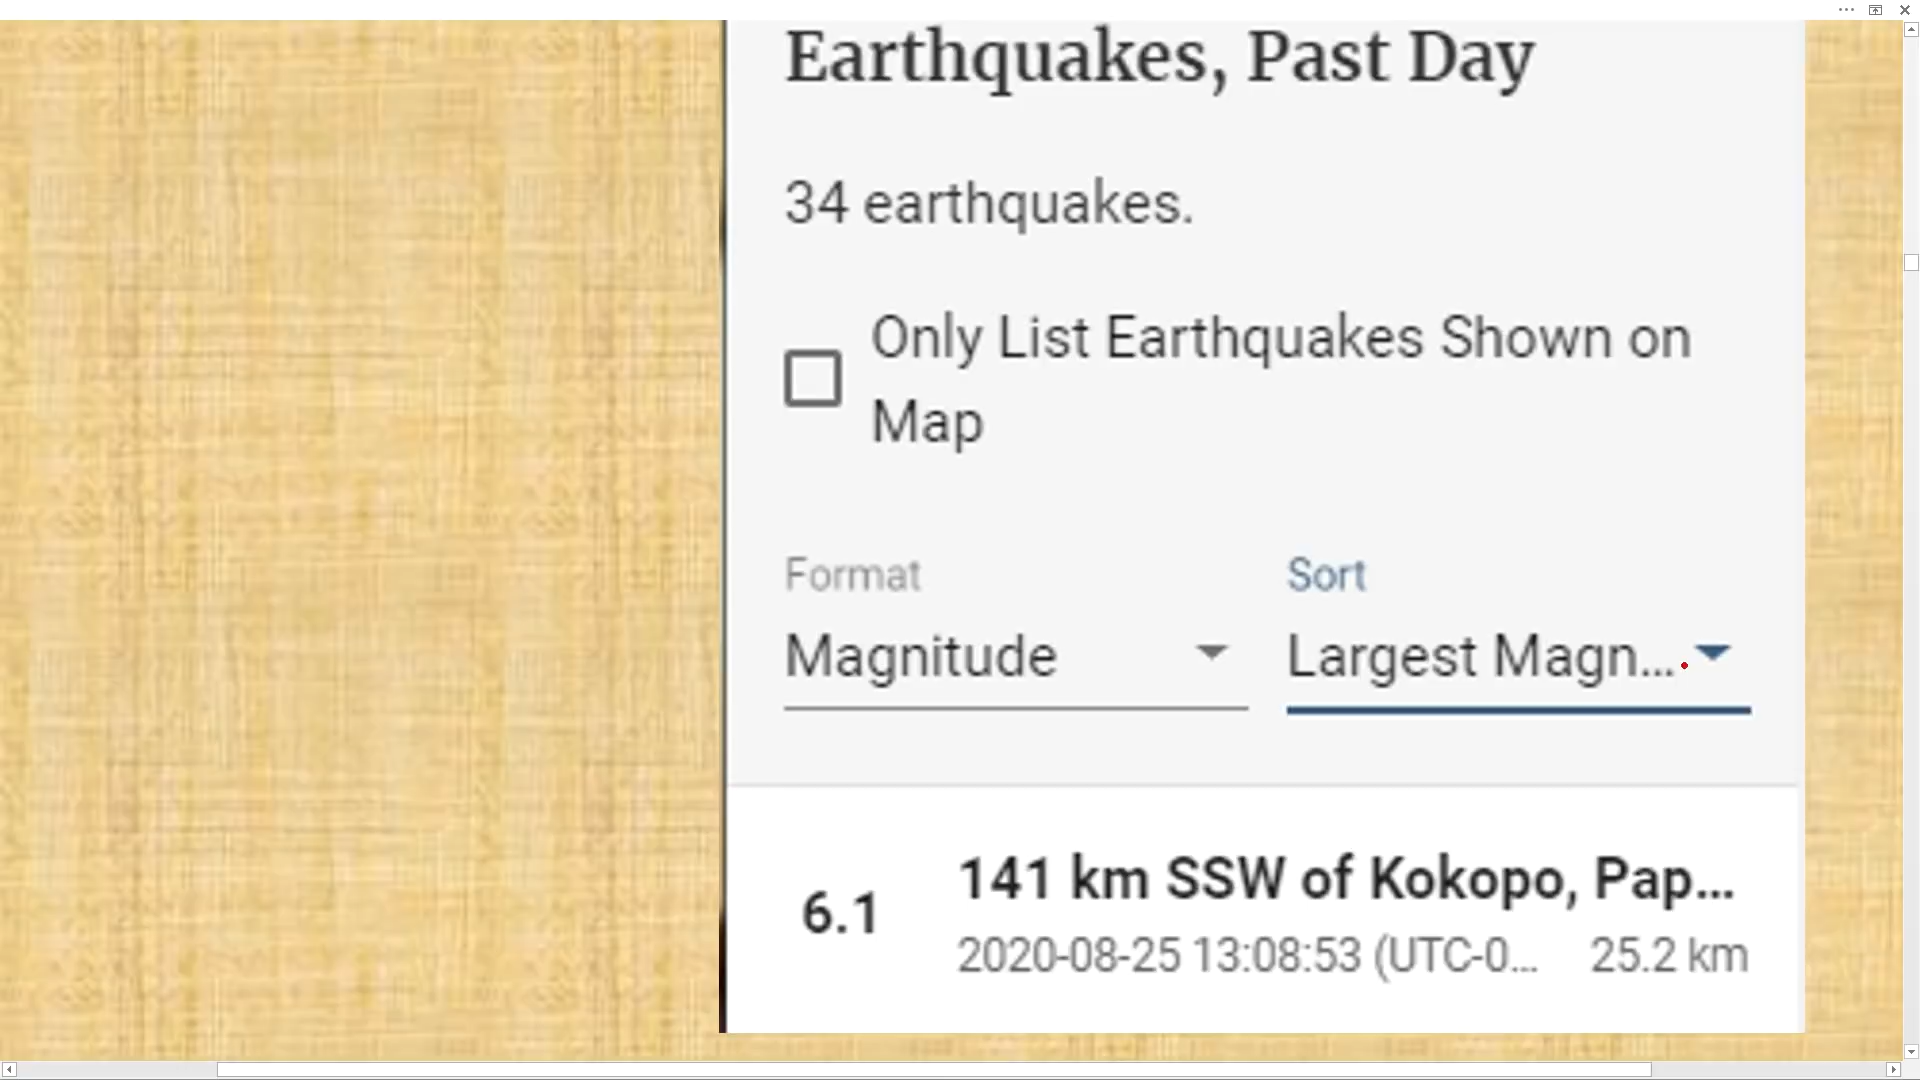 Earthquakes, Past Day
34 earthquakes.
Only List Earthquakes Shown on
Map
Format
Sort
Magnitude
Largest Magn...
141 km SSW of Kokopo, Pap...
6.1
2020-08-25 13:08:53 (UTC-0... 25.2 km